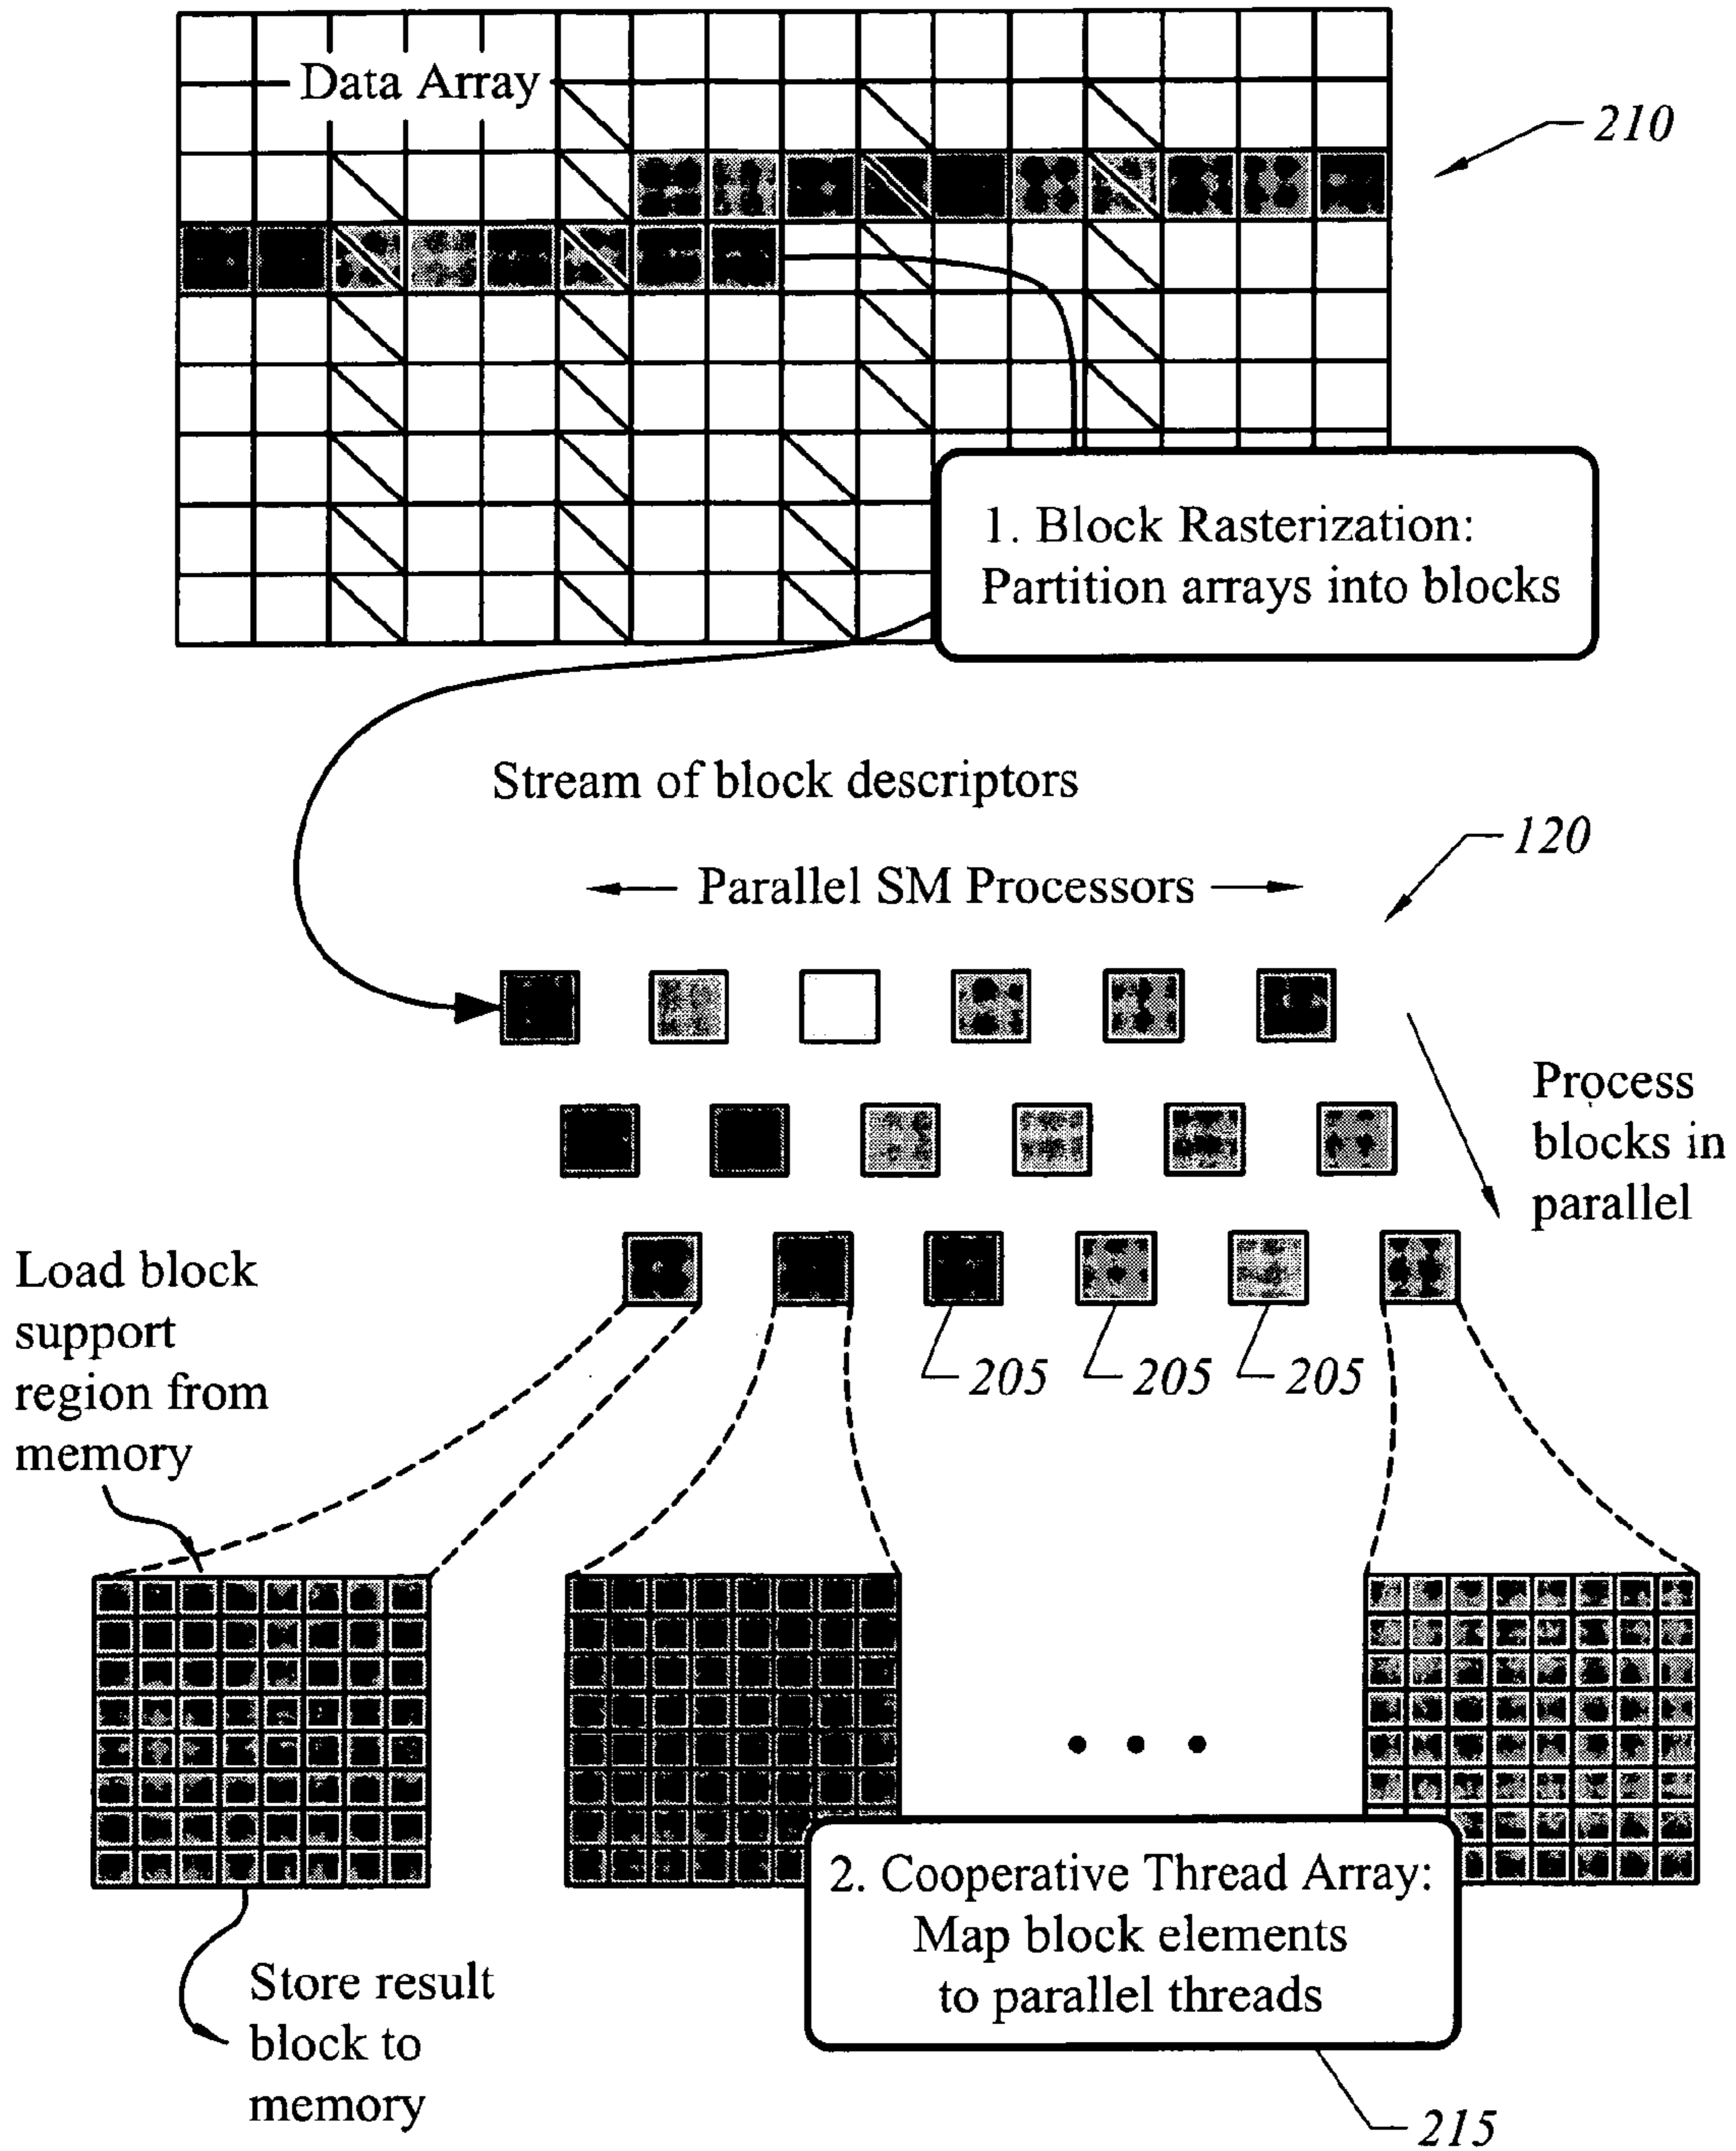 Data Array
210
1. Block Rasterization:
Partition arrays into blocks
Stream of block descriptors
120
Parallel SM Processors
Process
blocks in
parallel
Load block
support
region from
memory
205
205
205
2. Cooperative Thread Array:
Map block elements
to parallel threads
Store result
block to
memory
215